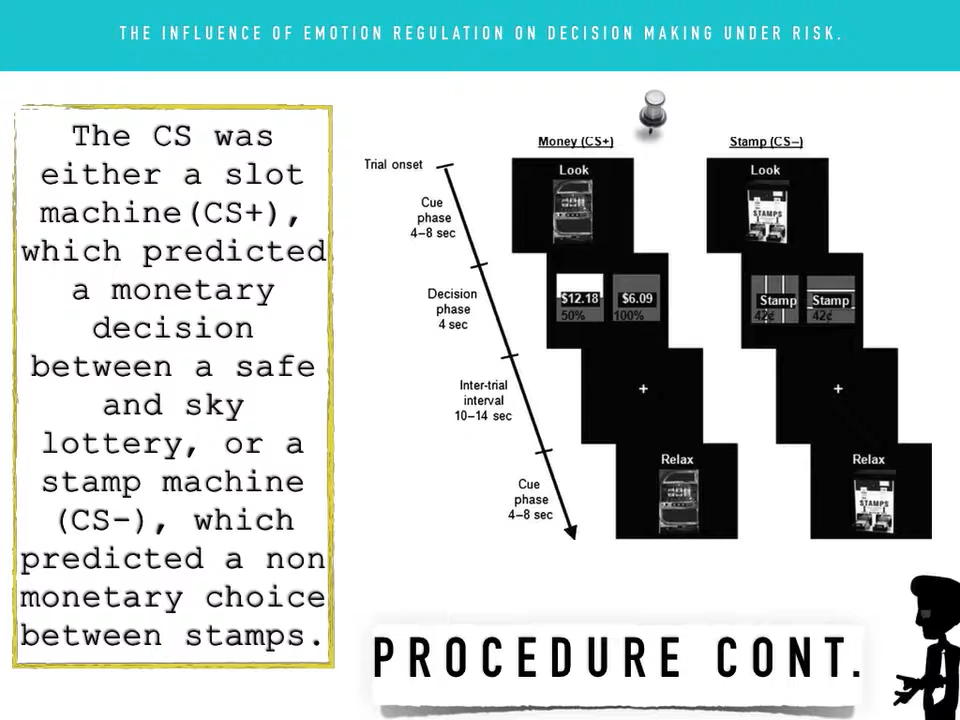 THE INFLUENCE OF EMOTION REGULATION ON DECISION MAKING UNDER RISK.
The CS was
either a slot
machine(CS+),
which predicted
a monetary
decision
between a safe
and sky
lottery, or a
stamp machine
(CS-), which
predicted a non
monetary choice
between stamps.
Money (CS+)
Stamp (CS–)
Trial onset
Look
Look
STAMPS
Cue
phase
4–8 sec
Decision
phase
4 sec
$12.18
$6.09
50%
100%
Stamp
Stamp
42¢
42¢
Inter-trial
interval
10–14 sec
+
+
Cue
phase
4–8 sec
Relax
Relax
STAMPS
PROCEDURE CONT.